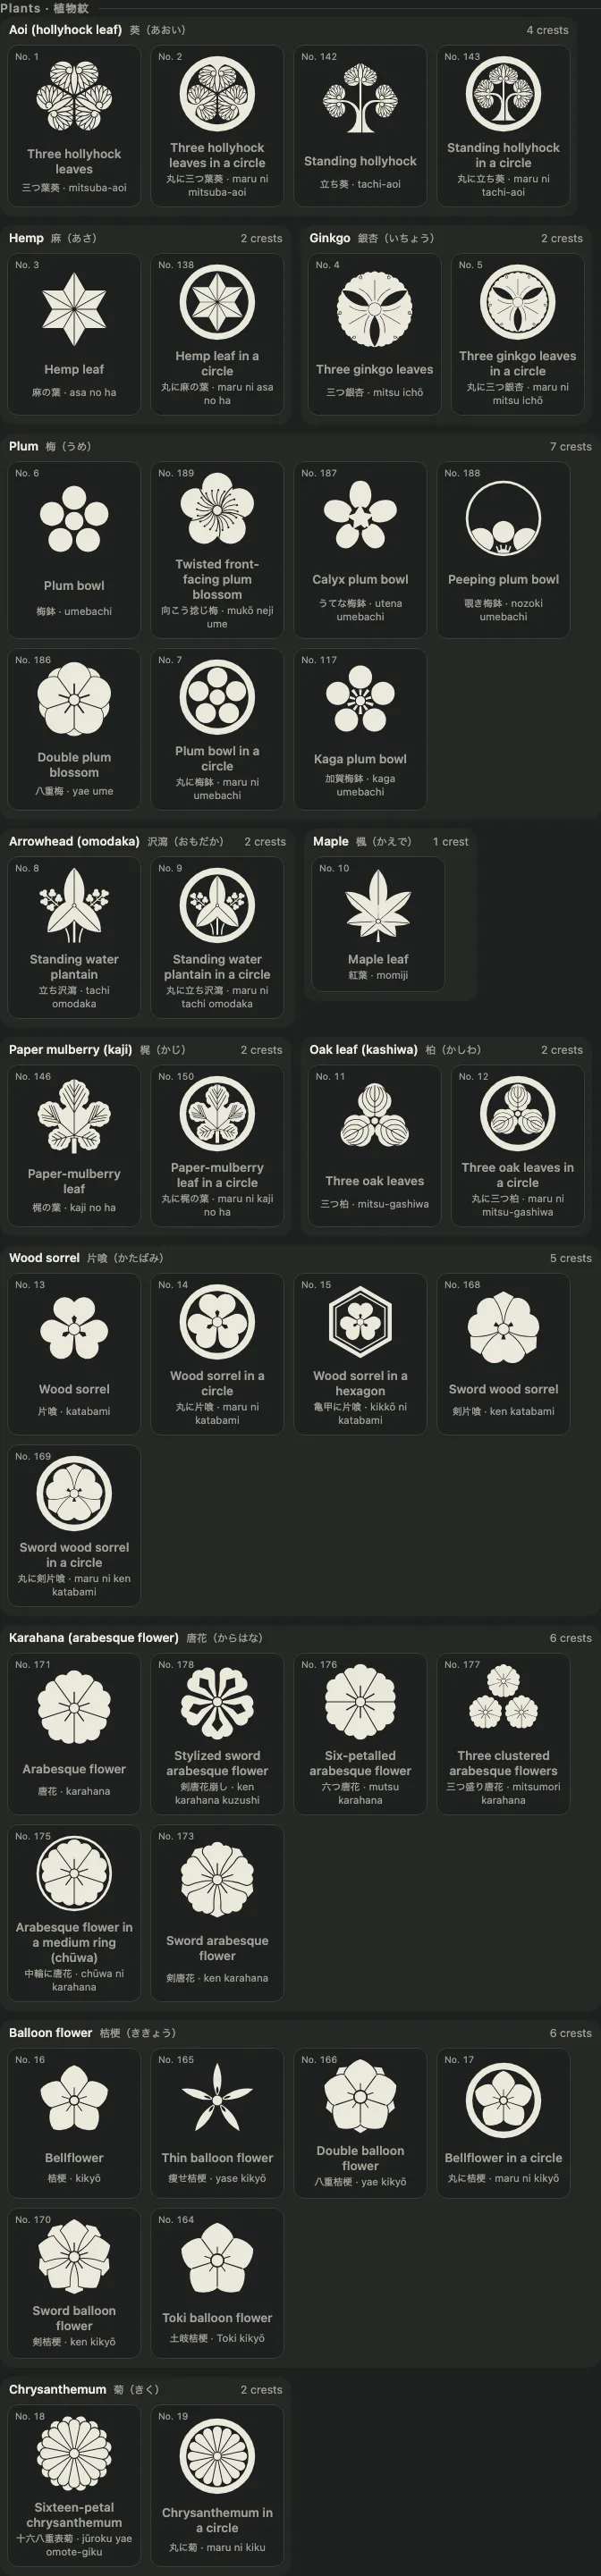 Plants · 植物紋
Aoi (hollyhock leaf) 葵（あおい） 4 crests
No. 1
Three hollyhock
leaves
三つ葉葵 · mitsuba-aoi
No. 2
Three hollyhock
leaves in a circle
丸に三つ葉葵 · maru ni
mitsuba-aoi
No. 142
Standing hollyhock
立ち葵 · tachi-aoi
No. 143
Standing hollyhock
in a circle
丸に立ち葵 · maru ni
tachi-aoi
Hemp 麻（あさ） 2 crests
No. 3
Hemp leaf
麻の葉 · asa no ha
No. 138
Hemp leaf in a
circle
丸に麻の葉 · maru ni asa
no ha
Ginkgo 銀杏（いちょう） 2 crests
No. 4
Three ginkgo leaves
三つ銀杏 · mitsu ichō
No. 5
Three ginkgo leaves
in a circle
丸に三つ銀杏 · maru ni
mitsu ichō
Plum 梅（うめ） 7 crests
No. 6
Plum bowl
梅鉢 · umebachi
No. 189
Twisted front-
facing plum
blossom
向こう捻じ梅 · mukō neji
ume
No. 187
Calyx plum bowl
うてな梅鉢 · utena
umebachi
No. 188
Peeping plum bowl
覗き梅鉢 · nozoki
umebachi
No. 186
Double plum
blossom
八重梅 · yae ume
No. 7
Plum bowl in a
circle
丸に梅鉢 · maru ni
umebachi
No. 117
Kaga plum bowl
加賀梅鉢 · kaga
umebachi
Arrowhead (omodaka) 沢瀉（おもだか） 2 crests
No. 8
Standing water
plantain
立ち沢瀉 · tachi
omodaka
No. 9
Standing water
plantain in a circle
丸に立ち沢瀉 · maru ni
tachi omodaka
Maple 楓（かえで） 1 crest
No. 10
Maple leaf
紅葉 · momiji
Paper mulberry (kaji) 梶（かじ） 2 crests
No. 146
Paper-mulberry
leaf
梶の葉 · kaji no ha
No. 150
Paper-mulberry
leaf in a circle
丸に梶の葉 · maru ni kaji
no ha
Oak leaf (kashiwa) 柏（かしわ） 2 crests
No. 11
Three oak leaves
三つ柏 · mitsu-gashiwa
No. 12
Three oak leaves in
a circle
丸に三つ柏 · maru ni
mitsu-gashiwa
Wood sorrel 片喰（かたばみ） 5 crests
No. 13
Wood sorrel
片喰 · katabami
No. 14
Wood sorrel in a
circle
丸に片喰 · maru ni
katabami
No. 15
Wood sorrel in a
hexagon
亀甲に片喰 · kikkō ni
katabami
No. 168
Sword wood sorrel
剣片喰 · ken katabami
No. 169
Sword wood sorrel
in a circle
丸に剣片喰 · maru ni ken
katabami
Karahana (arabesque flower) 唐花（からはな） 6 crests
No. 171
Arabesque flower
唐花 · karahana
No. 178
Stylized sword
arabesque flower
剣唐花崩し · ken
karahana kuzushi
No. 176
Six-petalled
arabesque flower
六つ唐花 · mutsu
karahana
No. 177
Three clustered
arabesque flowers
三つ盛り唐花 · mitsumori
karahana
No. 175
Arabesque flower in
a medium ring
(chūwa)
中輪に唐花 · chūwa ni
karahana
No. 173
Sword arabesque
flower
剣唐花 · ken karahana
Balloon flower 桔梗（ききょう） 6 crests
No. 16
Bellflower
桔梗 · kikyō
No. 165
Thin balloon flower
痩せ桔梗 · yase kikyō
No. 166
Double balloon
flower
八重桔梗 · yae kikyō
No. 17
Bellflower in a circle
丸に桔梗 · maru ni kikyō
No. 170
Sword balloon
flower
剣桔梗 · ken kikyō
No. 164
Toki balloon flower
土岐桔梗 · Toki kikyō
Chrysanthemum 菊（きく） 2 crests
No. 18
Sixteen-petal
chrysanthemum
十六八重表菊 · jūroku yae
omote-giku
No. 19
Chrysanthemum in
a circle
丸に菊 · maru ni kiku